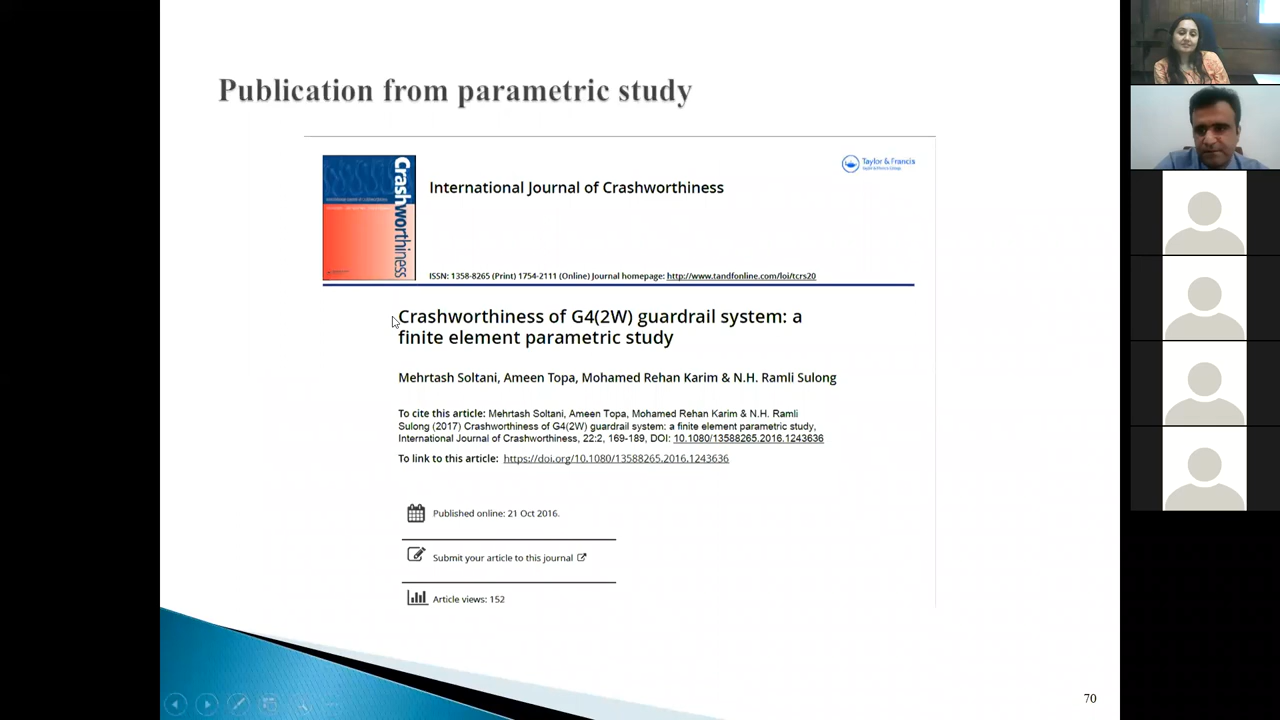 Publication from parametric study
Crashworthiness
Taylor & Francis
Taylor & Francis Group
International Journal of Crashworthiness
ISSN: 1358-8265 (Print) 1754-2111 (Online) Journal homepage: http://www.tandfonline.com/loi/tcrs20
Crashworthiness of G4(2W) guardrail system: a
finite element parametric study
Mehrtash Soltani, Ameen Topa, Mohamed Rehan Karim & N.H. Ramli Sulong
To cite this article: Mehrtash Soltani, Ameen Topa, Mohamed Rehan Karim & N.H. Ramli
Sulong (2017) Crashworthiness of G4(2W) guardrail system: a finite element parametric study,
International Journal of Crashworthiness, 22:2, 169-189, DOI: 10.1080/13588265.2016.1243636
To link to this article: https://doi.org/10.1080/13588265.2016.1243636
Published online: 21 Oct 2016.
Submit your article to this journal
Article views: 152
70